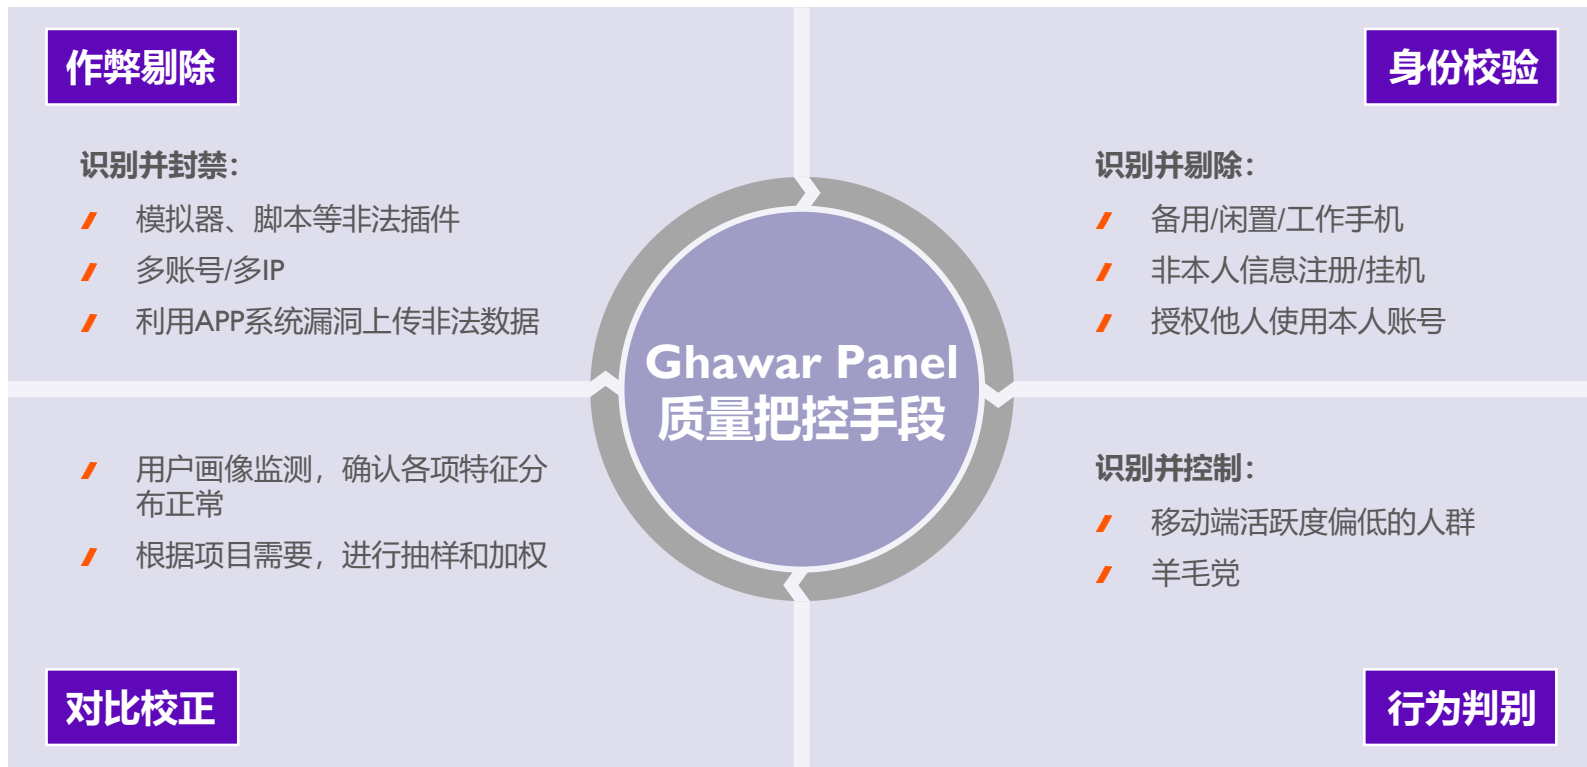 作弊剔除
识别并封禁：
模拟器、脚本等非法插件
多账号/多IP
利用APP系统漏洞上传非法数据
身份校验
识别并剔除：
备用/闲置/工作手机
非本人信息注册/挂机
授权他人使用本人账号
Ghawar Panel
质量把控手段
用户画像监测，确认各项特征分
布正常
根据项目需要，进行抽样和加权
对比校正
识别并控制：
移动端活跃度偏低的人群
羊毛党
行为判别